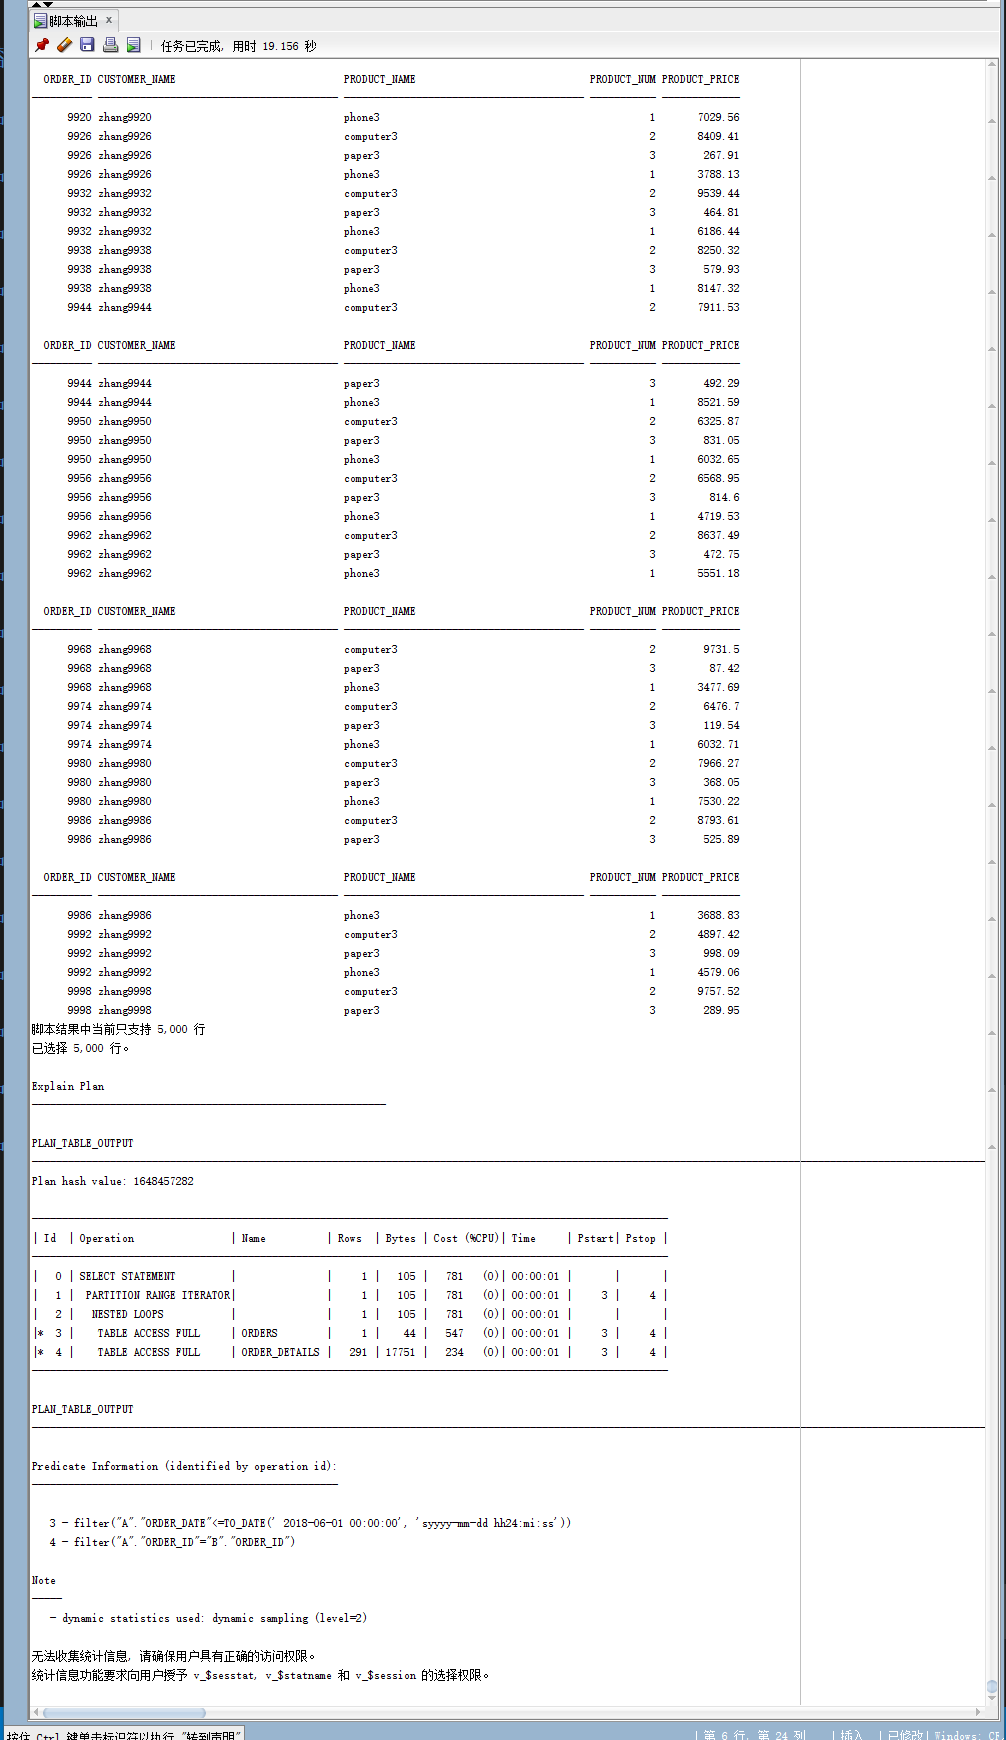 脚本输出 ×
任务已完成, 用时 19.156 秒
ORDER_ID CUSTOMER_NAME PRODUCT_NAME PRODUCT_NUM PRODUCT_PRICE
9920 zhang9920 phone3 1 7029.56
9926 zhang9926 computer3 2 8409.41
9926 zhang9926 paper3 3 267.91
9926 zhang9926 phone3 1 3788.13
9932 zhang9932 computer3 2 9539.44
9932 zhang9932 paper3 3 464.81
9932 zhang9932 phone3 1 6186.44
9938 zhang9938 computer3 2 8250.32
9938 zhang9938 paper3 3 579.93
9938 zhang9938 phone3 1 8147.32
9944 zhang9944 computer3 2 7911.53
ORDER_ID CUSTOMER_NAME PRODUCT_NAME PRODUCT_NUM PRODUCT_PRICE
9944 zhang9944 paper3 3 492.29
9944 zhang9944 phone3 1 8521.59
9950 zhang9950 computer3 2 6325.87
9950 zhang9950 paper3 3 831.05
9950 zhang9950 phone3 1 6032.65
9956 zhang9956 computer3 2 6568.95
9956 zhang9956 paper3 3 814.6
9956 zhang9956 phone3 1 4719.53
9962 zhang9962 computer3 2 8637.49
9962 zhang9962 paper3 3 472.75
9962 zhang9962 phone3 1 5551.18
ORDER_ID CUSTOMER_NAME PRODUCT_NAME PRODUCT_NUM PRODUCT_PRICE
9968 zhang9968 computer3 2 9731.5
9968 zhang9968 paper3 3 87.42
9968 zhang9968 phone3 1 3477.69
9974 zhang9974 computer3 2 6476.7
9974 zhang9974 paper3 3 119.54
9974 zhang9974 phone3 1 6032.71
9980 zhang9980 computer3 2 7966.27
9980 zhang9980 paper3 3 368.05
9980 zhang9980 phone3 1 7530.22
9986 zhang9986 computer3 2 8793.61
9986 zhang9986 paper3 3 525.89
ORDER_ID CUSTOMER_NAME PRODUCT_NAME PRODUCT_NUM PRODUCT_PRICE
9986 zhang9986 phone3 1 3688.83
9992 zhang9992 computer3 2 4897.42
9992 zhang9992 paper3 3 998.09
9992 zhang9992 phone3 1 4579.06
9998 zhang9998 computer3 2 9757.52
9998 zhang9998 paper3 3 289.95
脚本结果中当前只支持 5,000 行
已选择 5,000 行。
Explain Plan
PLAN_TABLE_OUTPUT
Plan hash value: 1648457282
| Id | Operation | Name | Rows | Bytes | Cost (%CPU)| Time | Pstart| Pstop |
| 0 | SELECT STATEMENT | | 1 | 105 | 781 (0)| 00:00:01 | | |
| 1 | PARTITION RANGE ITERATOR| | 1 | 105 | 781 (0)| 00:00:01 | 3 | 4 |
| 2 | NESTED LOOPS | | 1 | 105 | 781 (0)| 00:00:01 | | |
|* 3 | TABLE ACCESS FULL | ORDERS | 1 | 44 | 547 (0)| 00:00:01 | 3 | 4 |
|* 4 | TABLE ACCESS FULL | ORDER_DETAILS | 291 | 17751 | 234 (0)| 00:00:01 | 3 | 4 |
PLAN_TABLE_OUTPUT
Predicate Information (identified by operation id):
3 - filter("A"."ORDER_DATE"<=TO_DATE(' 2018-06-01 00:00:00', 'syyyy-mm-dd hh24:mi:ss'))
4 - filter("A"."ORDER_ID"="B"."ORDER_ID")
Note
-----
- dynamic statistics used: dynamic sampling (level=2)
无法收集统计信息, 请确保用户具有正确的访问权限。
统计信息功能要求向用户授予 v_$sesstat, v_$statname 和 v_$session 的选择权限。
按住 Ctrl 键单击标识符以执行 "转到声明" | 第 6 行, 第 24 列 | 插入 | 已修改| Windows: CR